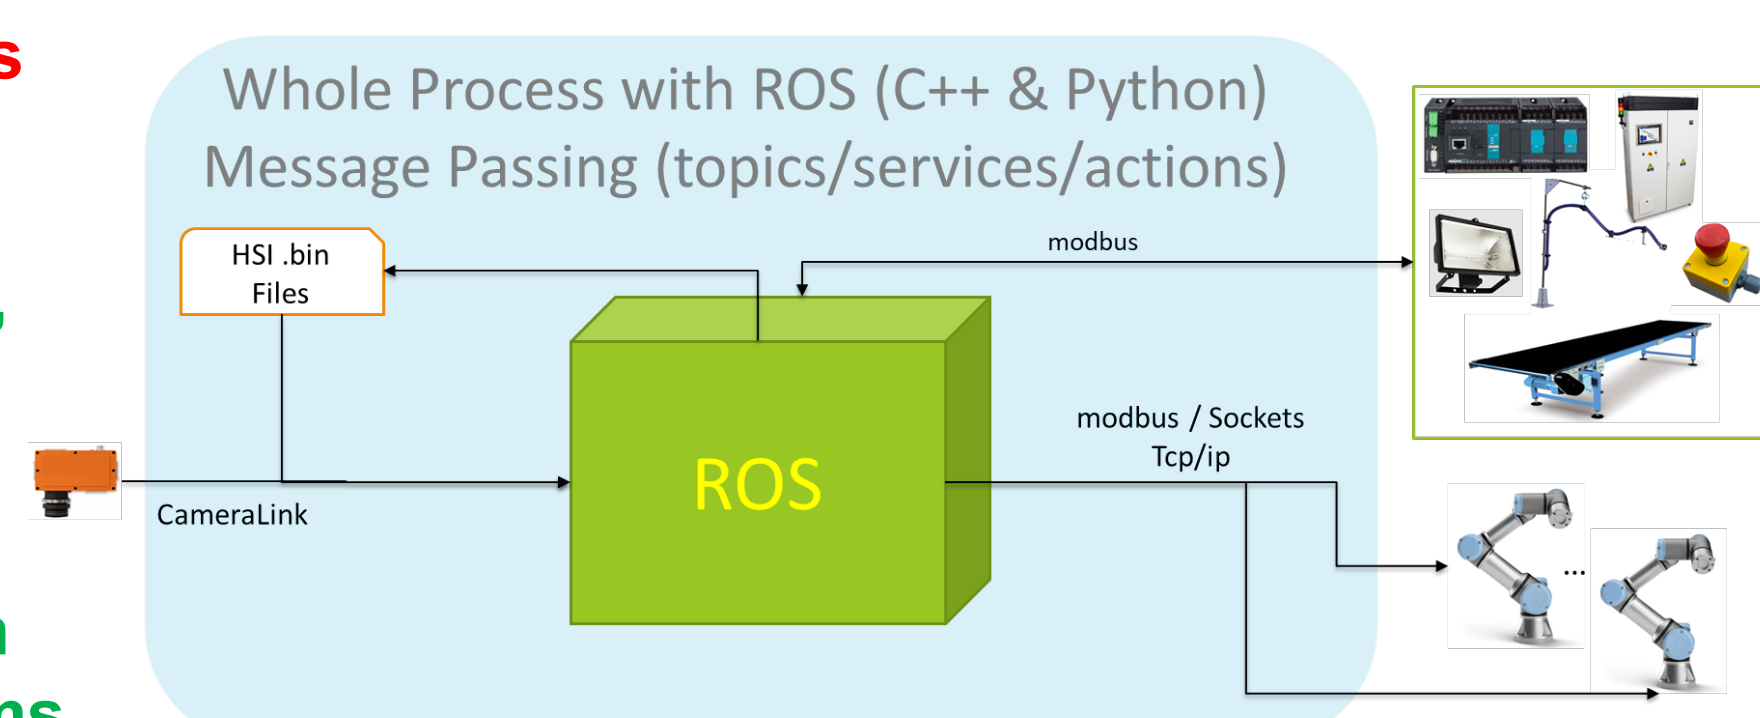 s
Whole Process with ROS (C++ & Python)
Message Passing (topics/services/actions)
HSI .bin
Files
modbus
,
modbus / Sockets
Tcp/ip
ROS
CameraLink
...
n
ms